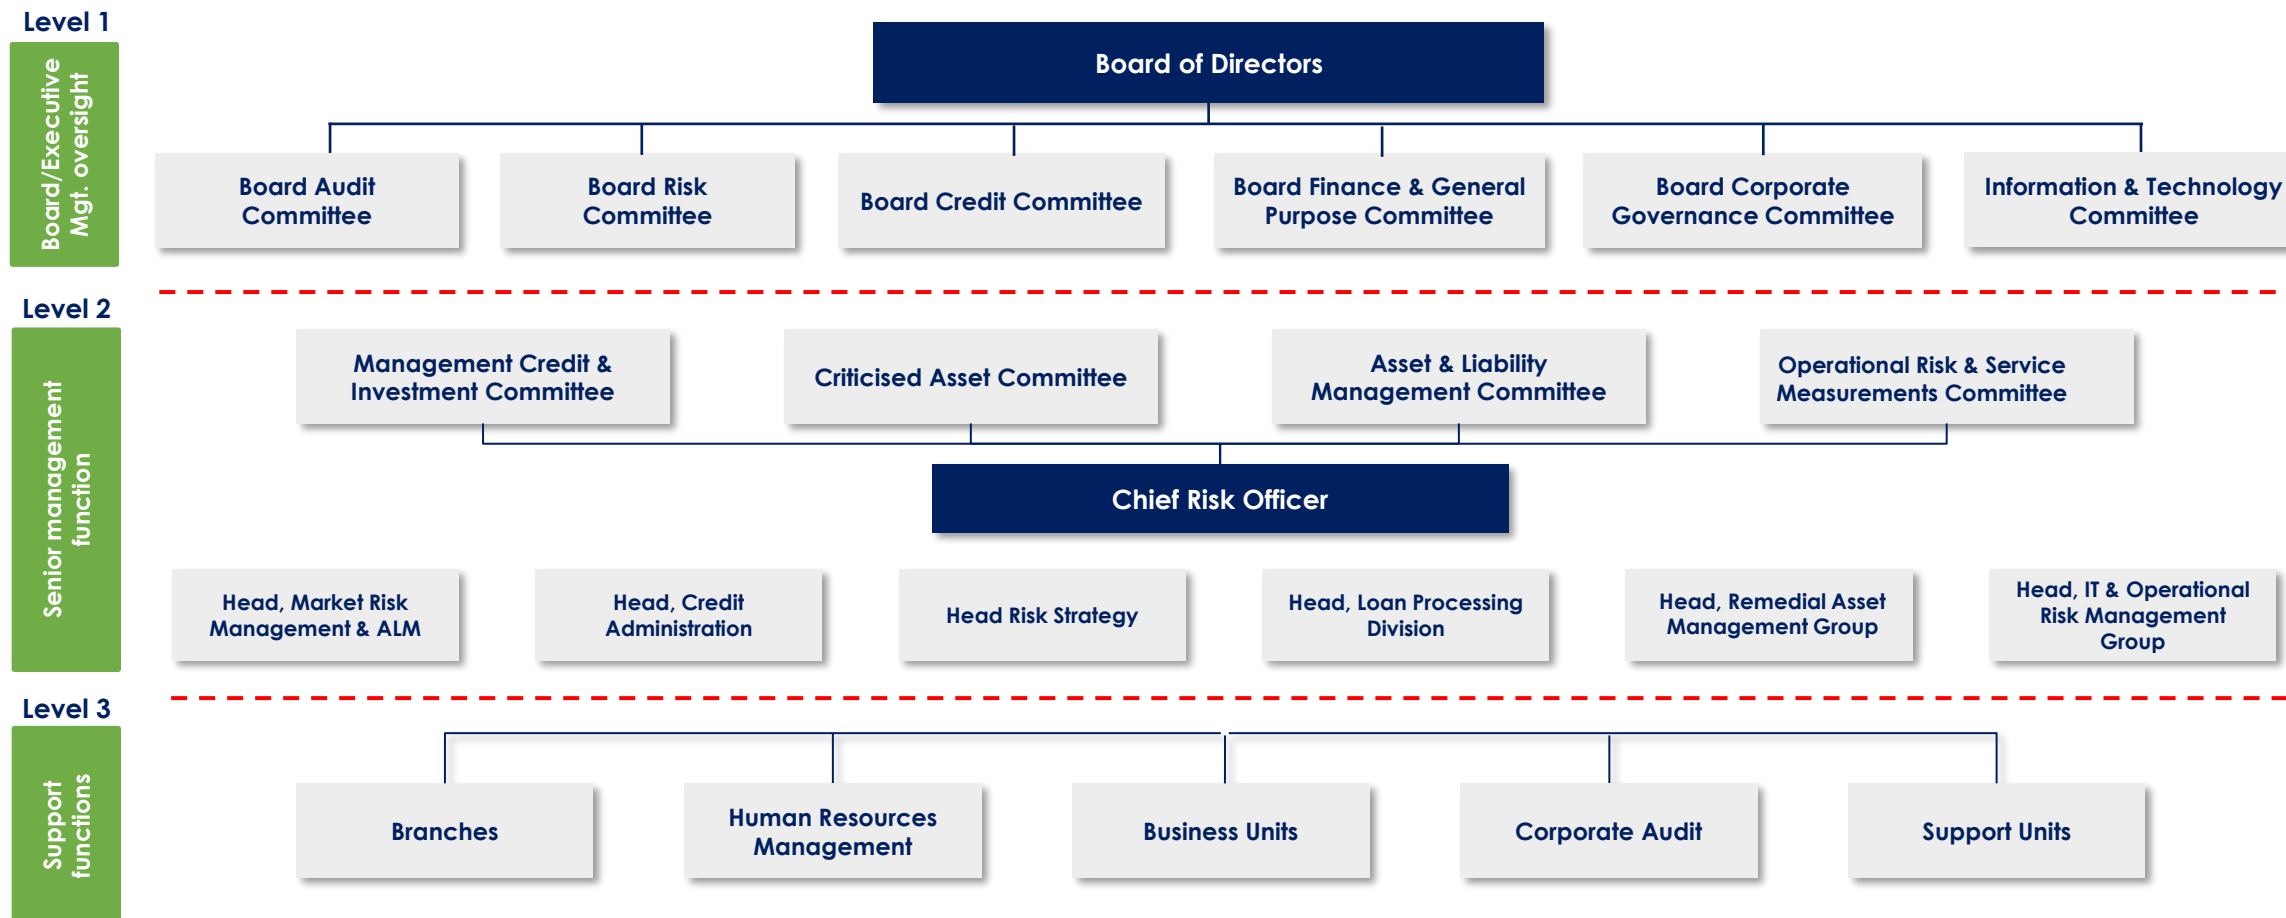 Level 1
Board/Executive
Mgt. oversight
Board of Directors
Board Audit
Committee
Board Risk
Committee
Board Credit Committee
Board Finance & General
Purpose Committee
Board Corporate
Governance Committee
Information & Technology
Committee
Level 2
Senior management
function
Management Credit &
Investment Committee
Criticised Asset Committee
Asset & Liability
Management Committee
Operational Risk & Service
Measurements Committee
Chief Risk Officer
Head, Market Risk
Management & ALM
Head, Credit
Administration
Head Risk Strategy
Head, Loan Processing
Division
Head, Remedial Asset
Management Group
Head, IT & Operational
Risk Management
Group
Level 3
Support
functions
Branches
Human Resources
Management
Business Units
Corporate Audit
Support Units